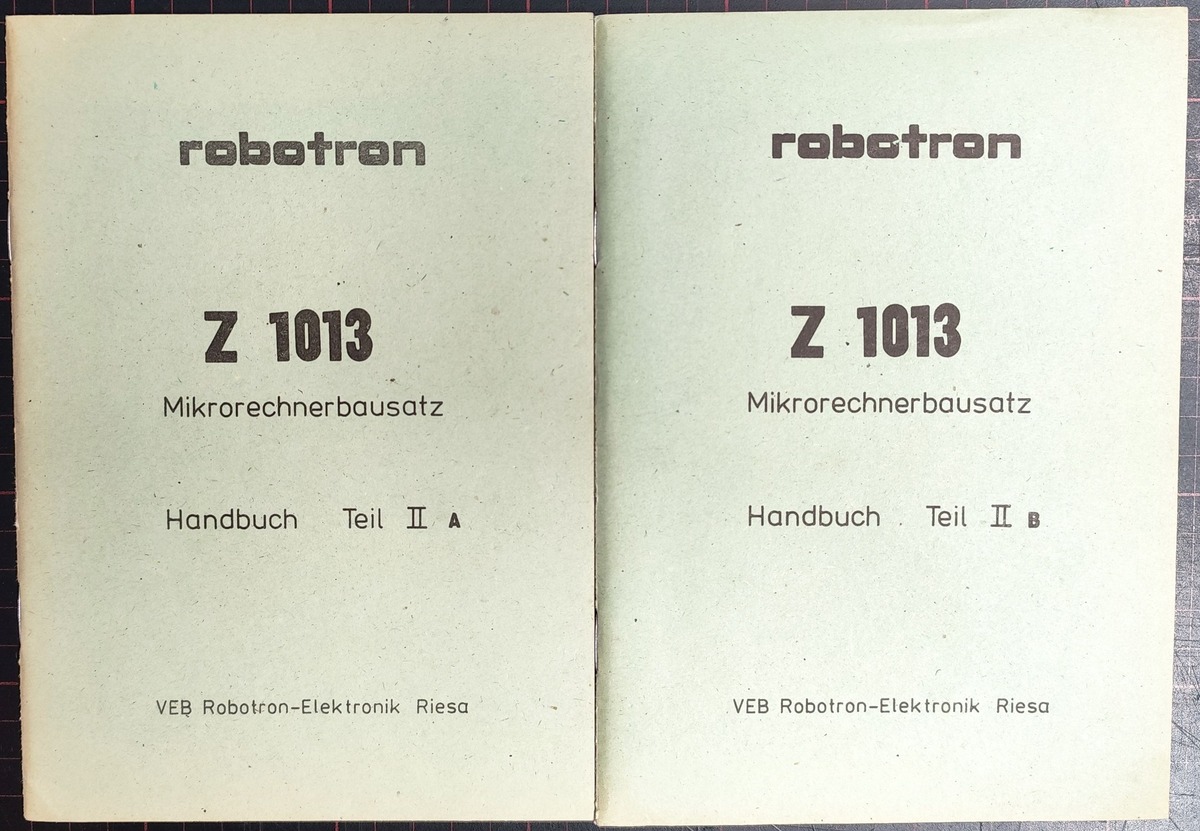 robotron
Z 1013
Mikrorechnerbausatz
Handbuch Teil II A
VEB Robotron-Elektronik Riesa
robotron
Z 1013
Mikrorechnerbausatz
Handbuch Teil II B
VEB Robotron-Elektronik Riesa